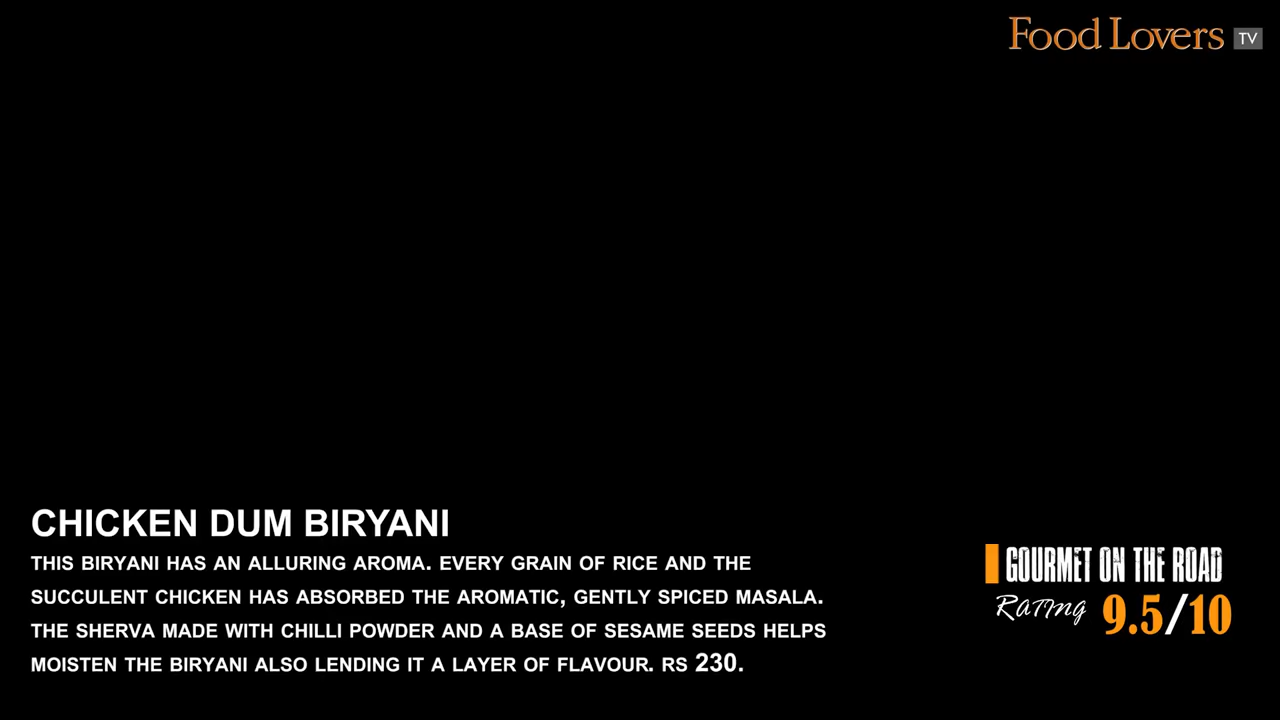 Food Lovers TV
CHICKEN DUM BIRYANI
THIS BIRYANI HAS AN ALLURING AROMA. EVERY GRAIN OF RICE AND THE
SUCCULENT CHICKEN HAS ABSORBED THE AROMATIC, GENTLY SPICED MASALA.
THE SHERVA MADE WITH CHILLI POWDER AND A BASE OF SESAME SEEDS HELPS
MOISTEN THE BIRYANI ALSO LENDING IT A LAYER OF FLAVOUR. RS 230.
GOURMET ON THE ROAD
Rating 9.5/10